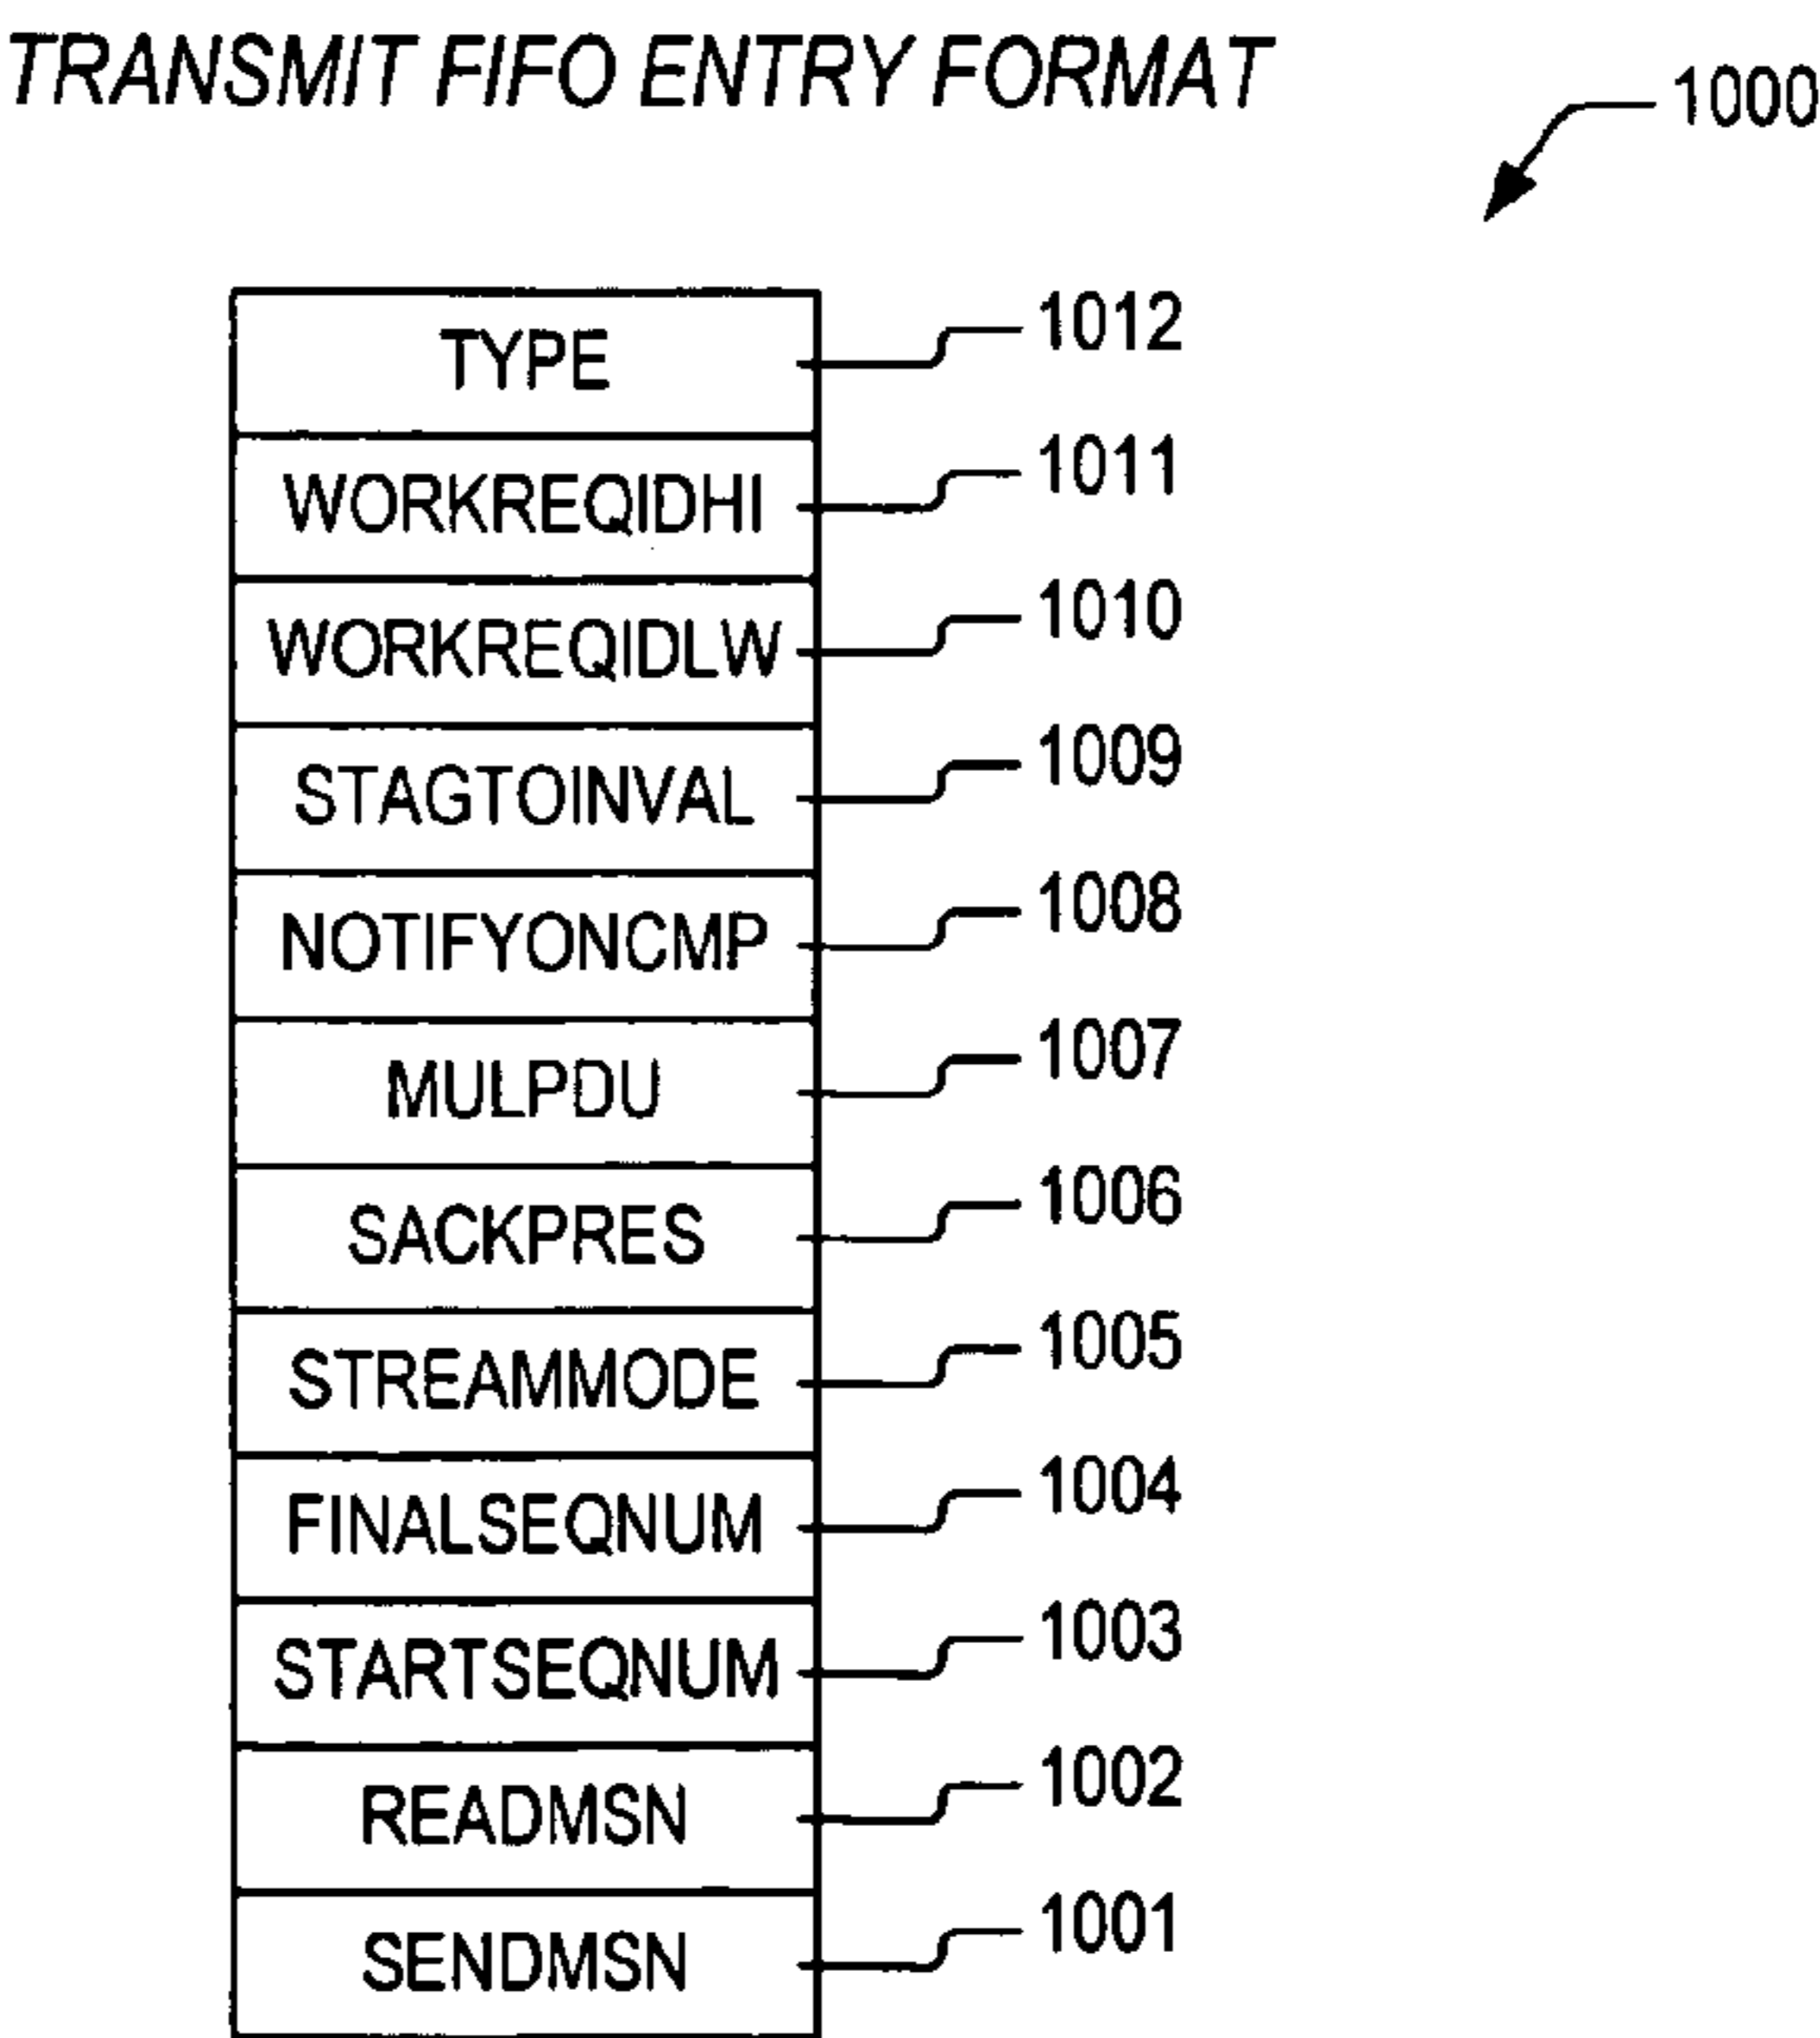 TRANSMIT FIFO ENTRY FORMAT
1000
TYPE 1012
WORKREQIDHI 1011
WORKREQIDLW 1010
STAGTOINVAL 1009
NOTIFYONCMP 1008
MULPDU 1007
SACKPRES 1006
STREAMMODE 1005
FINALSEQNUM 1004
STARTSEQNUM 1003
READMSN 1002
SENDMSN 1001